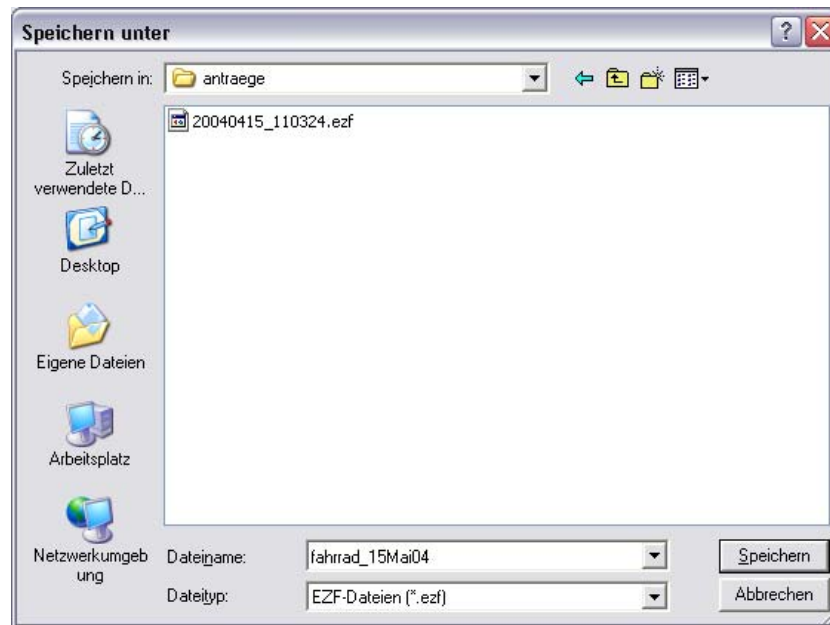 Speichern unter
Speichern in: antraege
20040415_110324.ezf
Zuletzt
verwendete D...
Desktop
Eigene Dateien
Arbeitsplatz
Netzwerkumgeb
ung
Dateiname: fahrrad_15Mai04 Speichern
Dateityp: EZF-Dateien (*.ezf) Abbrechen